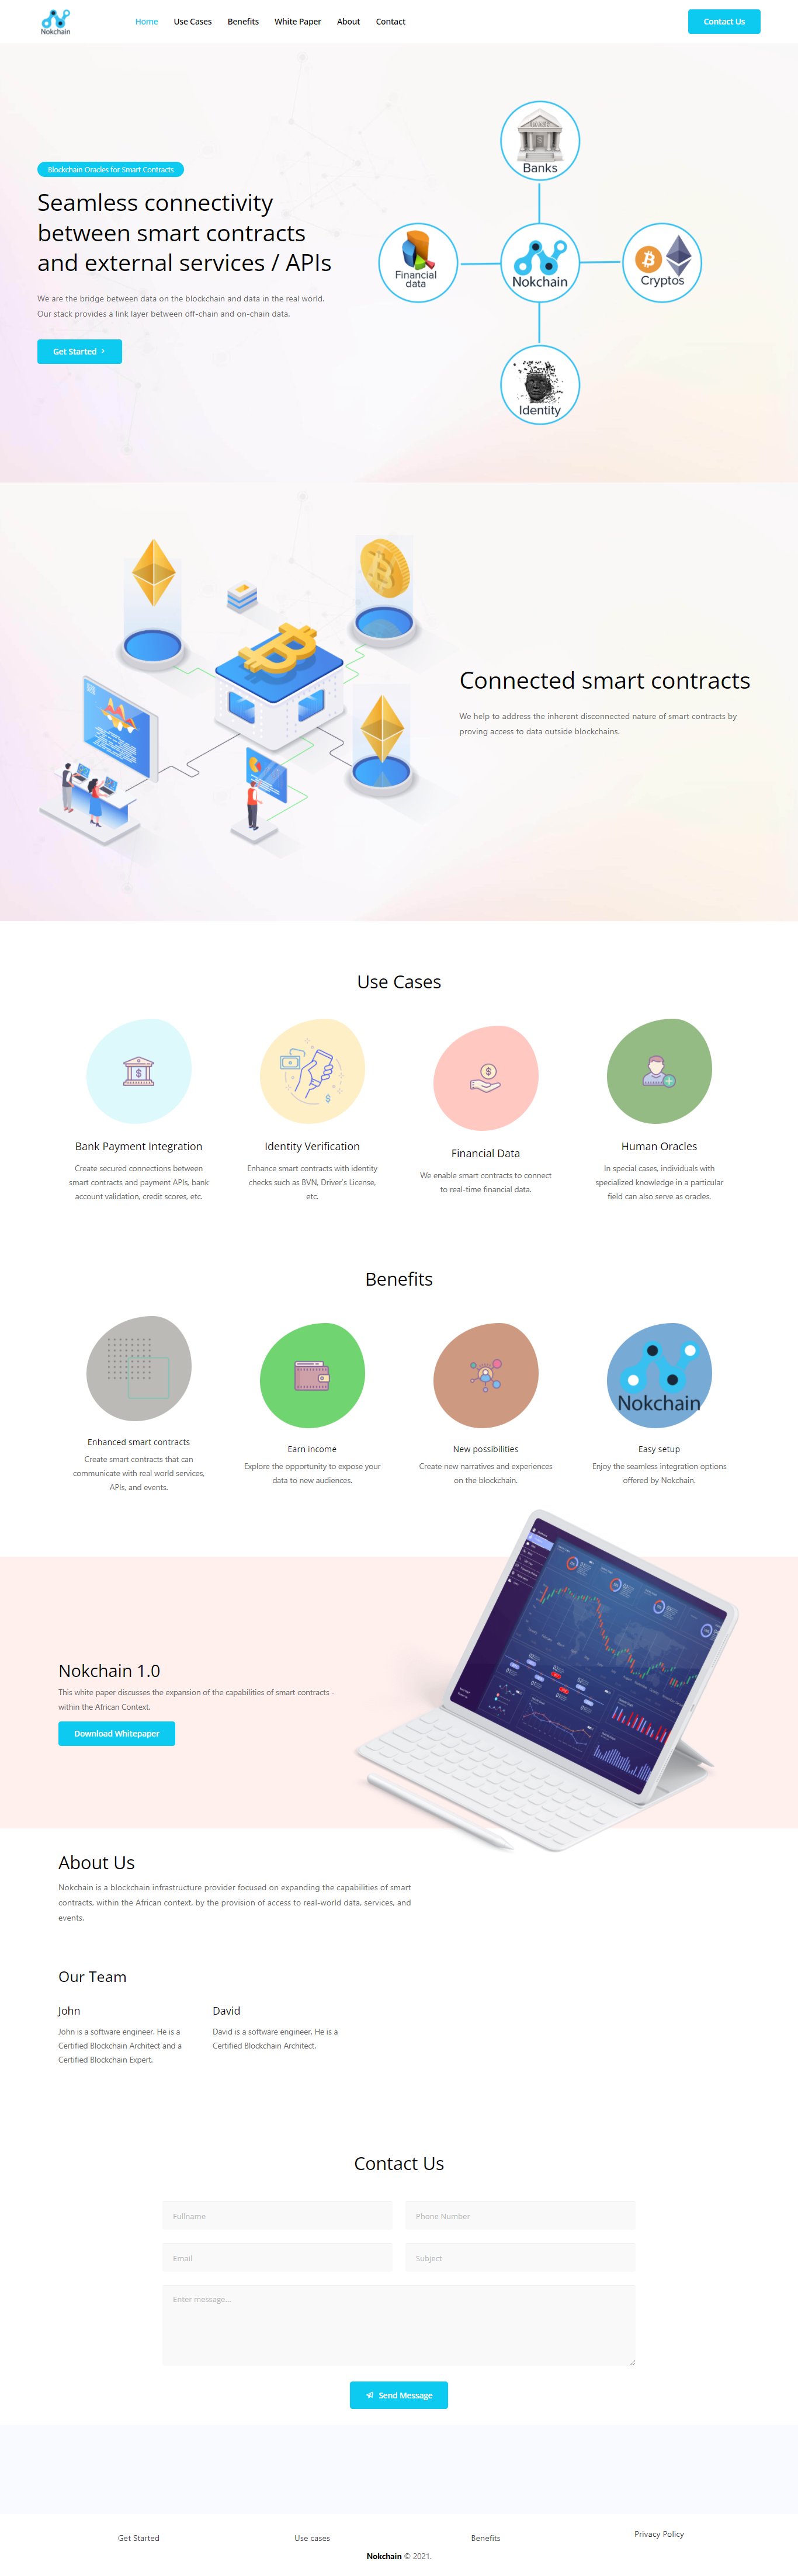 Nokchain
Home Use Cases Benefits White Paper About Contact
Contact Us
Blockchain Oracles for Smart Contracts
Seamless connectivity
between smart contracts
and external services / APIs
We are the bridge between data on the blockchain and data in the real world.
Our stack provides a link layer between off-chain and on-chain data.
Get Started
BANK
Banks
Financial
data
Nokchain
Cryptos
Identity
Connected smart contracts
We help to address the inherent disconnected nature of smart contracts by
proving access to data outside blockchains.
Use Cases
Bank Payment Integration
Create secured connections between
smart contracts and payment APIs, bank
account validation, credit scores, etc.
Identity Verification
Enhance smart contracts with identity
checks such as BVN, Driver's License,
etc.
Financial Data
We enable smart contracts to connect
to real-time financial data.
Human Oracles
In special cases, individuals with
specialized knowledge in a particular
field can also serve as oracles.
Benefits
Enhanced smart contracts
Create smart contracts that can
communicate with real world services,
APIs, and events.
Earn income
Explore the opportunity to expose your
data to new audiences.
New possibilities
Create new narratives and experiences
on the blockchain.
Nokchain
Easy setup
Enjoy the seamless integration options
offered by Nokchain.
Nokchain 1.0
This white paper discusses the expansion of the capabilities of smart contracts -
within the African Context.
Download Whitepaper
About Us
Nokchain is a blockchain infrastructure provider focused on expanding the capabilities of smart
contracts, within the African context, by the provision of access to real-world data, services, and
events.
Our Team
John
John is a software engineer. He is a
Certified Blockchain Architect and a
Certified Blockchain Expert.
David
David is a software engineer. He is a
Certified Blockchain Architect.
Contact Us
Fullname
Phone Number
Email
Subject
Enter message...
Send Message
Get Started
Use cases
Benefits
Privacy Policy
Nokchain © 2021.